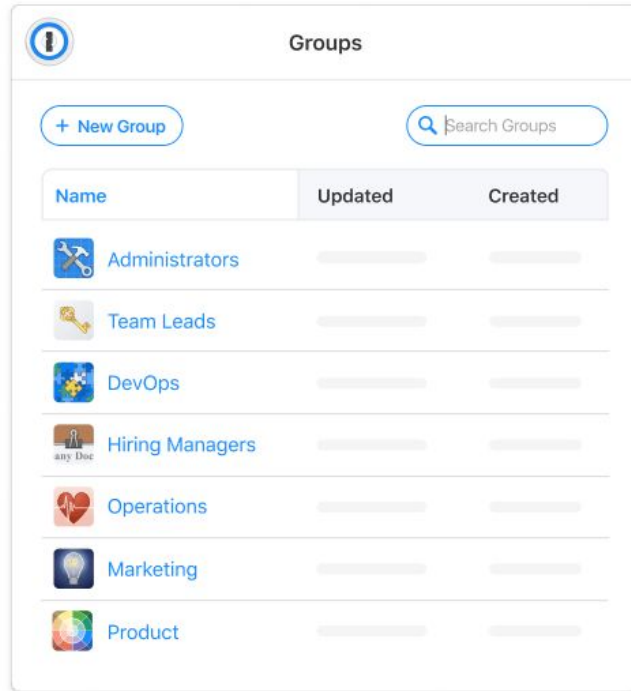 Groups
+ New Group
Search Groups
Name Updated Created
Administrators
Team Leads
DevOps
any Doc
Hiring Managers
Operations
Marketing
Product